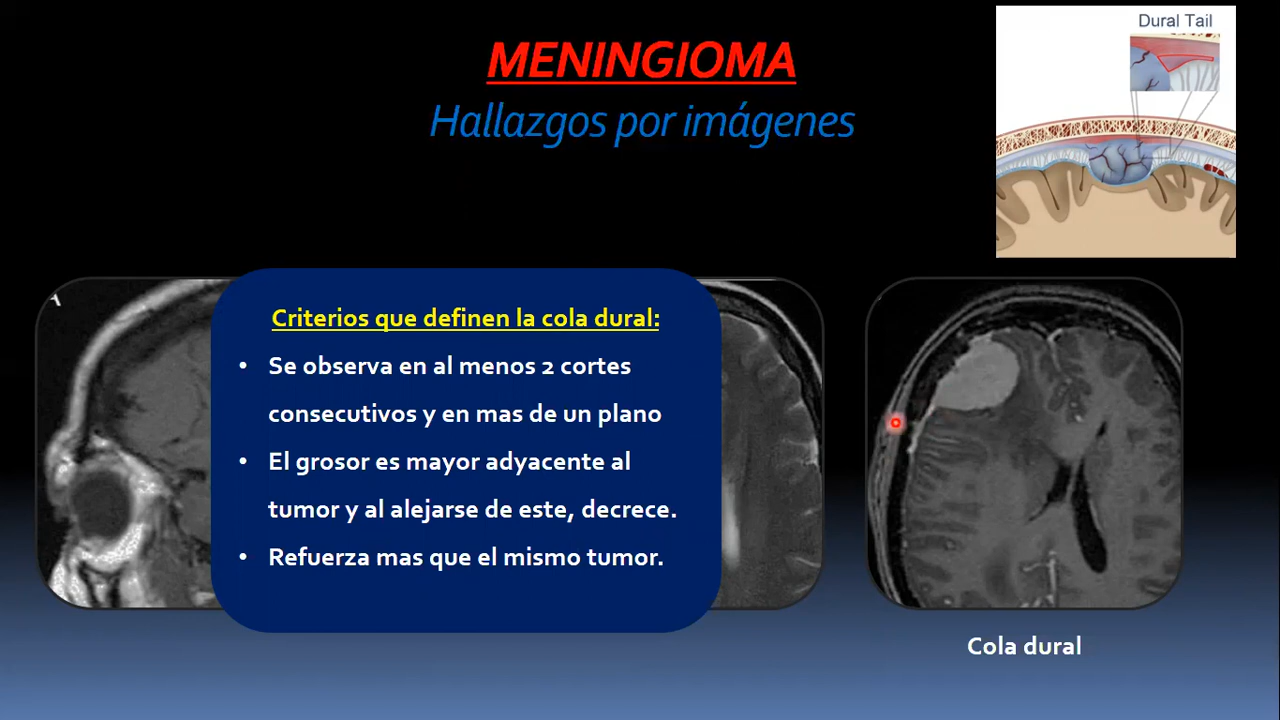 MENINGIOMA
Hallazgos por imágenes
Dural Tail
A
Criterios que definen la cola dural:
• Se observa en al menos 2 cortes
consecutivos y en mas de un plano
• El grosor es mayor adyacente al
tumor y al alejarse de este, decrece.
• Refuerza mas que el mismo tumor.
Cola dural